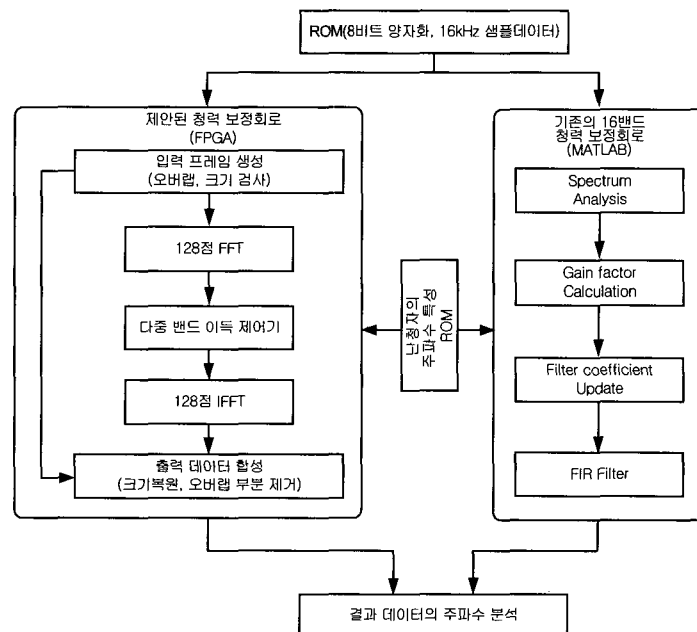 ROM(8비트 양자화, 16kHz 샘플데이터)
제안된 청력 보정회로
(FPGA)
입력 프레임 생성
(오버랩, 크기 검사)
128점 FFT
다중 밴드 이득 제어기
128점 IFFT
출력 데이터 합성
(크기복원, 오버랩 부분 제거)
난청자의
주파수 특성
ROM
기존의 16밴드
청력 보정회로
(MATLAB)
Spectrum
Analysis
Gain factor
Calculation
Filter coefficient
Update
FIR Filter
결과 데이터의 주파수 분석